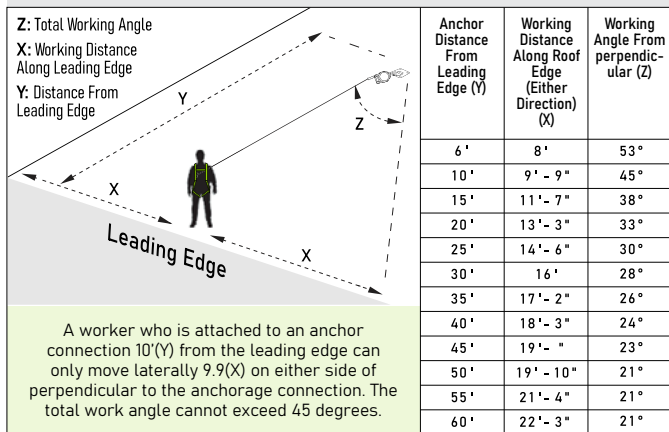 Z: Total Working Angle
X: Working Distance
Along Leading Edge
Y: Distance From
Leading Edge
Y
Z
X
X
Leading Edge
A worker who is attached to an anchor
connection 10'(Y) from the leading edge can
only move laterally 9.9(X) on either side of
perpendicular to the anchorage connection. The
total work angle cannot exceed 45 degrees.
Anchor
Distance
From
Leading
Edge (Y)
Working
Distance
Along Roof
Edge
(Either
Direction)
(X)
Working
Angle From
perpendic-
ular (Z)
6' 8' 53°
10' 9'- 9" 45°
15' 11'- 7" 38°
20' 13'- 3" 33°
25' 14'- 6" 30°
30' 16' 28°
35' 17'- 2" 26°
40' 18'- 3" 24°
45' 19'- " 23°
50' 19'- 10" 21°
55' 21'- 4" 21°
60' 22'- 3" 21°